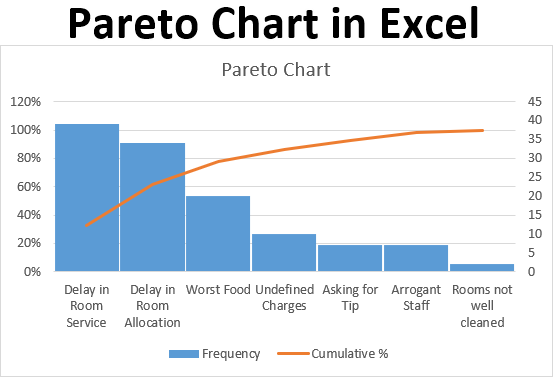 Pareto Chart in Excel
Pareto Chart
120%
100%
80%
60%
40%
20%
0%
45
40
35
30
25
20
15
10
5
0
Delay in Room Service
Delay in Room Allocation
Worst Food
Undefined Charges
Asking for Tip
Arrogant Staff
Rooms not well cleaned
Frequency
Cumulative %